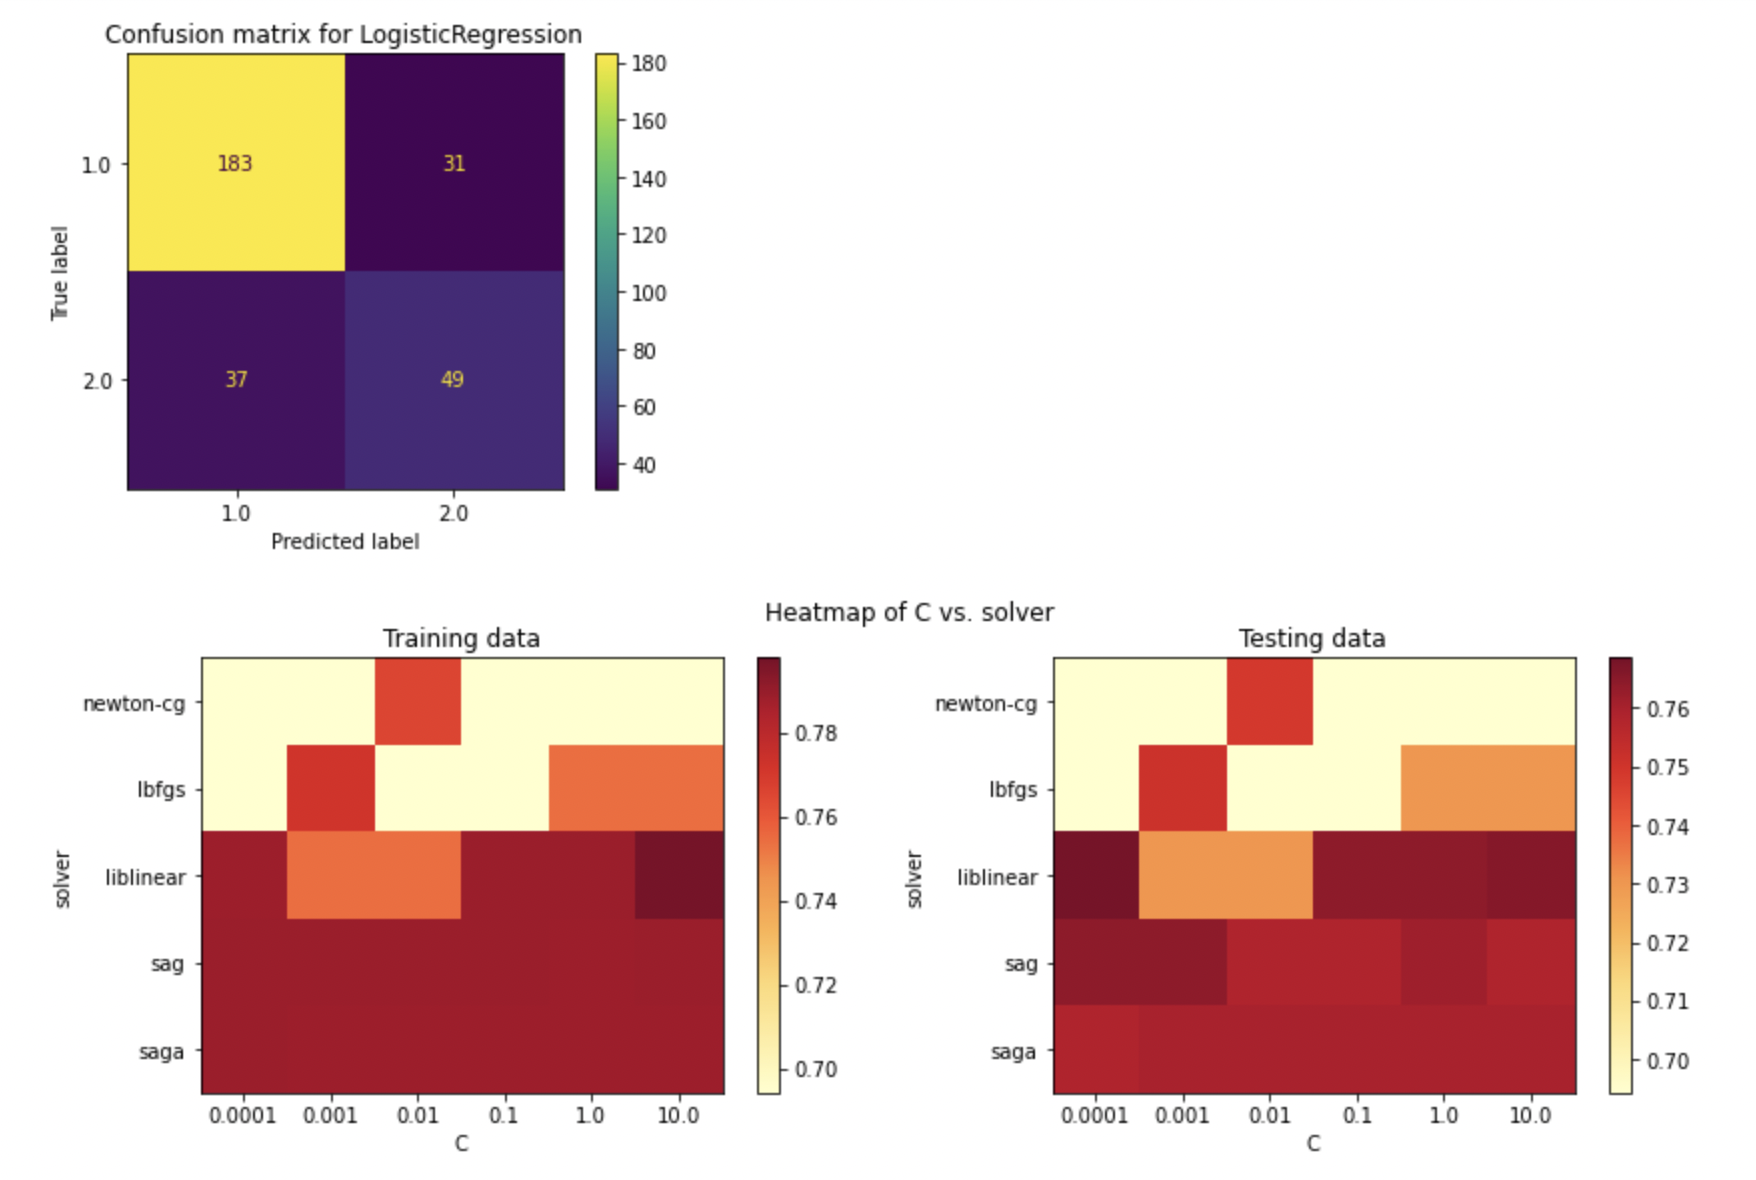 Confusion matrix for LogisticRegression
180
160
140
120
100
80
60
40
183 31
37 49
1.0
2.0
True label
1.0 2.0
Predicted label
Heatmap of C vs. solver
Training data
newton-cg
lbfgs
liblinear
sag
saga
solver
0.0001 0.001 0.01 0.1 1.0 10.0
C
0.78
0.76
0.74
0.72
0.70
Testing data
newton-cg
lbfgs
liblinear
sag
saga
solver
0.0001 0.001 0.01 0.1 1.0 10.0
C
0.76
0.75
0.74
0.73
0.72
0.71
0.70